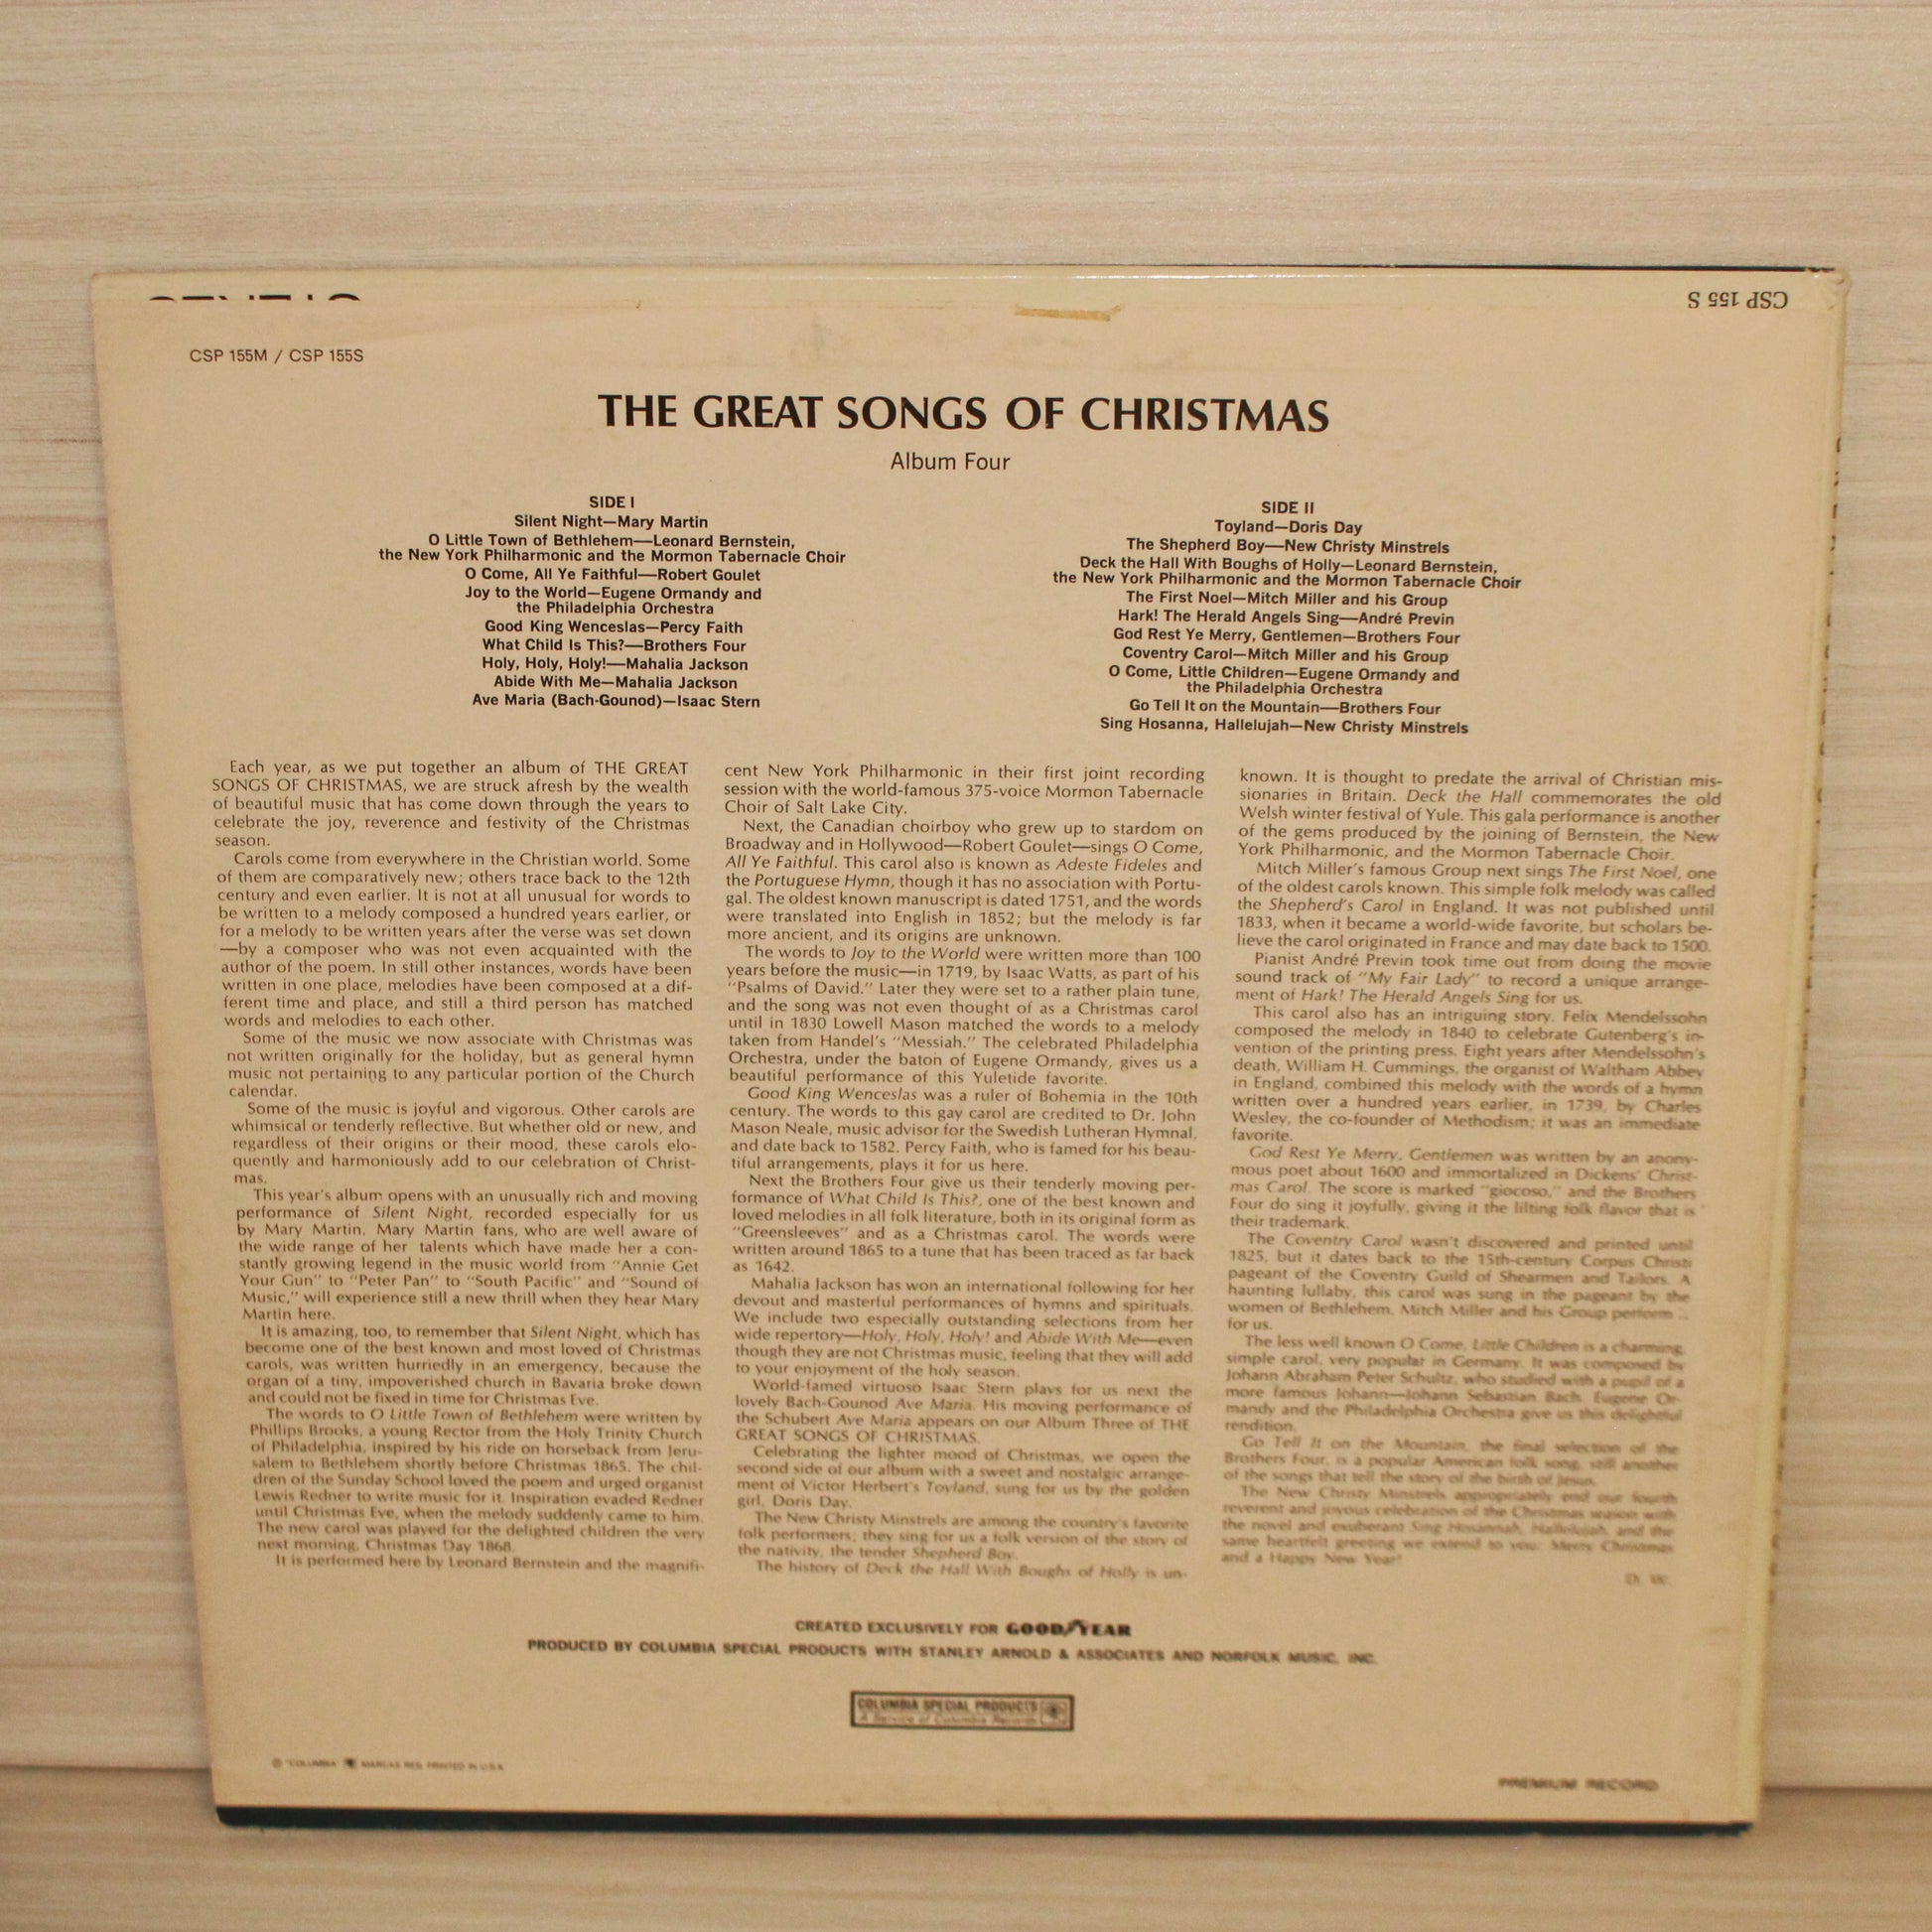 CSP 155 S
CSP 155M / CSP 155S
THE GREAT SONGS OF CHRISTMAS
Album Four
SIDE I
Silent Night—Mary Martin
O Little Town of Bethlehem—Leonard Bernstein,
the New York Philharmonic and the Mormon Tabernacle Choir
O Come, All Ye Faithful—Robert Goulet
Joy to the World—Eugene Ormandy and
the Philadelphia Orchestra
Good King Wenceslas—Percy Faith
What Child Is This?—Brothers Four
Holy, Holy, Holy!—Mahalia Jackson
Abide With Me—Mahalia Jackson
Ave Maria (Bach-Gounod)—Isaac Stern
SIDE II
Toyland—Doris Day
The Shepherd Boy—New Christy Minstrels
Deck the Hall With Boughs of Holly—Leonard Bernstein,
the New York Philharmonic and the Mormon Tabernacle Choir
The First Noel—Mitch Miller and his Group
Hark! The Herald Angels Sing—André Previn
God Rest Ye Merry, Gentlemen—Brothers Four
Coventry Carol—Mitch Miller and his Group
O Come, Little Children—Eugene Ormandy and
the Philadelphia Orchestra
Go Tell It on the Mountain—Brothers Four
Sing Hosanna, Hallelujah—New Christy Minstrels
Each year, as we put together an album of THE GREAT
SONGS OF CHRISTMAS, we are struck afresh by the wealth
of beautiful music that has come down through the years to
celebrate the joy, reverence and festivity of the Christmas
season.
Carols come from everywhere in the Christian world. Some
of them are comparatively new; others trace back to the 12th
century and even earlier. It is not at all unusual for words to
be written to a melody composed a hundred years earlier, or
for a melody to be written years after the verse was set down
—by a composer who was not even acquainted with the
author of the poem. In still other instances, words have been
written in one place, melodies have been composed at a dif-
ferent time and place, and still a third person has matched
words and melodies to each other.
Some of the music we now associate with Christmas was
not written originally for the holiday, but as general hymn
music not pertaining to any particular portion of the Church
calendar.
Some of the music is joyful and vigorous. Other carols are
whimsical or tenderly reflective. But whether old or new, and
regardless of their origins or their mood, these carols elo-
quently and harmoniously add to our celebration of Christ-
mas.
This year's album opens with an unusually rich and moving
performance of Silent Night, recorded especially for us
by Mary Martin. Mary Martin fans, who are well aware of
the wide range of her talents which have made her a con-
stantly growing legend in the music world from "Annie Get
Your Gun" to "Peter Pan" to "South Pacific" and "Sound of
Music," will experience still a new thrill when they hear Mary
Martin here.
It is amazing, too, to remember that Silent Night, which has
become one of the best known and most loved of Christmas
carols, was written hurriedly in an emergency, because the
organ of a tiny, impoverished church in Bavaria broke down
and could not be fixed in time for Christmas Eve.
The words to O Little Town of Bethlehem were written by
Phillips Brooks, a young Rector from the Holy Trinity Church
of Philadelphia, inspired by his ride on horseback from Jeru-
salem to Bethlehem shortly before Christmas 1865. The chil-
dren of the Sunday School loved the poem and urged organist
Lewis Redner to write music for it. Inspiration evaded Redner
until Christmas Eve, when the melody suddenly came to him.
The new carol was played for the delighted children the very
next morning, Christmas Day 1868.
It is performed here by Leonard Bernstein and the magnifi-
cent New York Philharmonic in their first joint recording
session with the world-famous 375-voice Mormon Tabernacle
Choir of Salt Lake City.
Next, the Canadian choirboy who grew up to stardom on
Broadway and in Hollywood—Robert Goulet—sings O Come,
All Ye Faithful. This carol also is known as Adeste Fideles and
the Portuguese Hymn, though it has no association with Portu-
gal. The oldest known manuscript is dated 1751, and the words
were translated into English in 1852; but the melody is far
more ancient, and its origins are unknown.
The words to Joy to the World were written more than 100
years before the music—in 1719, by Isaac Watts, as part of his
"Psalms of David." Later they were set to a rather plain tune,
and the song was not even thought of as a Christmas carol
until in 1830 Lowell Mason matched the words to a melody
taken from Handel's "Messiah." The celebrated Philadelphia
Orchestra, under the baton of Eugene Ormandy, gives us a
beautiful performance of this Yuletide favorite.
Good King Wenceslas was a ruler of Bohemia in the 10th
century. The words to this gay carol are credited to Dr. John
Mason Neale, music advisor for the Swedish Lutheran Hymnal,
and date back to 1582. Percy Faith, who is famed for his beau-
tiful arrangements, plays it for us here.
Next the Brothers Four give us their tenderly moving per-
formance of What Child Is This?, one of the best known and
loved melodies in all folk literature, both in its original form as
"Greensleeves" and as a Christmas carol. The words were
written around 1865 to a tune that has been traced as far back
as 1642.
Mahalia Jackson has won an international following for her
devout and masterful performances of hymns and spirituals.
We include two especially outstanding selections from her
wide repertory—Holy, Holy, Holy! and Abide With Me—even
though they are not Christmas music, feeling that they will add
to your enjoyment of the holy season.
World-famed virtuoso Isaac Stern plays for us next the
lovely Bach-Gounod Ave Maria. His moving performance of
the Schubert Ave Maria appears on our Album Three of THE
GREAT SONGS OF CHRISTMAS.
Celebrating the lighter mood of Christmas, we open the
second side of our album with a sweet and nostalgic arrange-
ment of Victor Herbert's Toyland, sung for us by the golden
girl, Doris Day.
The New Christy Minstrels are among the country's favorite
folk performers; they sing for us a folk version of the story of
the nativity, the tender Shepherd Boy.
The history of Deck the Hall With Boughs of Holly is un-
known. It is thought to predate the arrival of Christian mis-
sionaries in Britain. Deck the Hall commemorates the old
Welsh winter festival of Yule. This gala performance is another
of the gems produced by the joining of Bernstein, the New
York Philharmonic, and the Mormon Tabernacle Choir.
Mitch Miller's famous Group next sings The First Noel, one
of the oldest carols known. This simple folk melody was called
the Shepherd's Carol in England. It was not published until
1833, when it became a world-wide favorite, but scholars be-
lieve the carol originated in France and may date back to 1500.
Pianist André Previn took time out from doing the movie
sound track of "My Fair Lady" to record a unique arrange-
ment of Hark! The Herald Angels Sing for us.
This carol also has an intriguing story. Felix Mendelssohn
composed the melody in 1840 to celebrate Gutenberg's in-
vention of the printing press. Eight years after Mendelssohn's
death, William H. Cummings, the organist of Waltham Abbey
in England, combined this melody with the words of a hymn
written over a hundred years earlier, in 1739, by Charles
Wesley, the co-founder of Methodism; it was an immediate
favorite.
God Rest Ye Merry, Gentlemen was written by an anony-
mous poet about 1600 and immortalized in Dickens' Christ-
mas Carol. The score is marked "giocoso," and the Brothers
Four do sing it joyfully, giving it the lilting folk flavor that is
their trademark.
The Coventry Carol wasn't discovered and printed until
1825, but it dates back to the 15th-century Corpus Christi
pageant of the Coventry Guild of Shearmen and Tailors. A
haunting lullaby, this carol was sung in the pageant by the
women of Bethlehem. Mitch Miller and his Group perform
for us.
The less well known O Come, Little Children is a charming,
simple carol, very popular in Germany. It was composed by
Johann Abraham Peter Schultz, who studied with a pupil of a
more famous Johann—Johann Sebastian Bach. Eugene Or-
mandy and the Philadelphia Orchestra give us this delightful
rendition.
Go Tell It on the Mountain, the final selection of the
Brothers Four, is a popular American folk song, still another
of the songs that tell the story of the birth of Jesus.
The New Christy Minstrels appropriately end our fourth
reverent and joyous celebration of the Christmas season with
the novel and exuberant Sing Hosannah, Hallelujah, and the
same heartfelt greeting we extend to you: Merry Christmas
and a Happy New Year!
D. W.
CREATED EXCLUSIVELY FOR GOODYEAR
PRODUCED BY COLUMBIA SPECIAL PRODUCTS WITH STANLEY ARNOLD & ASSOCIATES AND NORFOLK MUSIC, INC.
COLUMBIA SPECIAL PRODUCTS
A Service of Columbia Records
® "COLUMBIA" MARCAS REG. PRINTED IN U.S.A.
PREMIUM RECORD